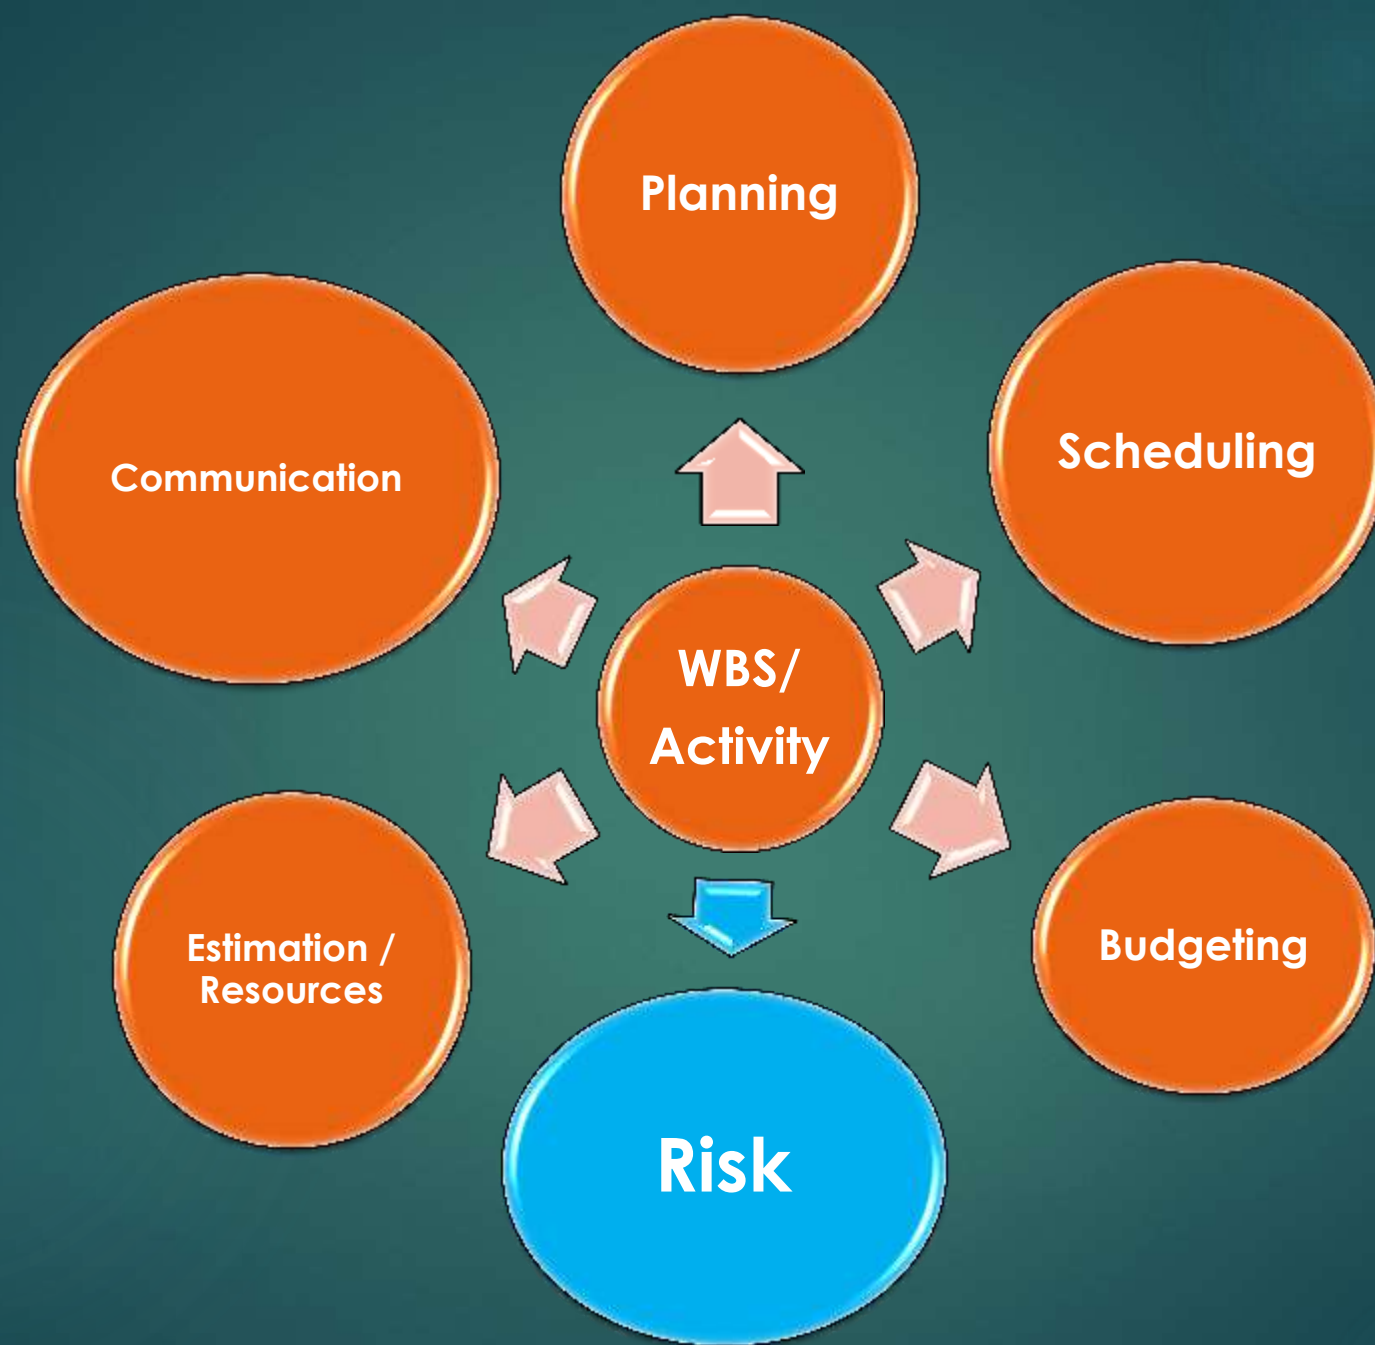 Planning
Scheduling
Communication
WBS/
Activity
Budgeting
Estimation /
Resources
Risk